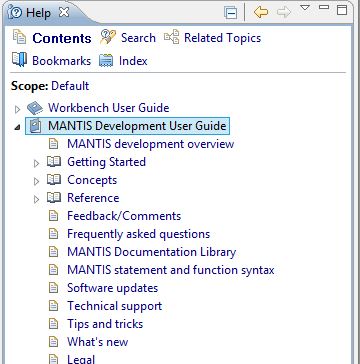 Help
Contents Search Related Topics
Bookmarks Index
Scope: Default
Workbench User Guide
MANTIS Development User Guide
MANTIS development overview
Getting Started
Concepts
Reference
Feedback/Comments
Frequently asked questions
MANTIS Documentation Library
MANTIS statement and function syntax
Software updates
Technical support
Tips and tricks
What's new
Legal